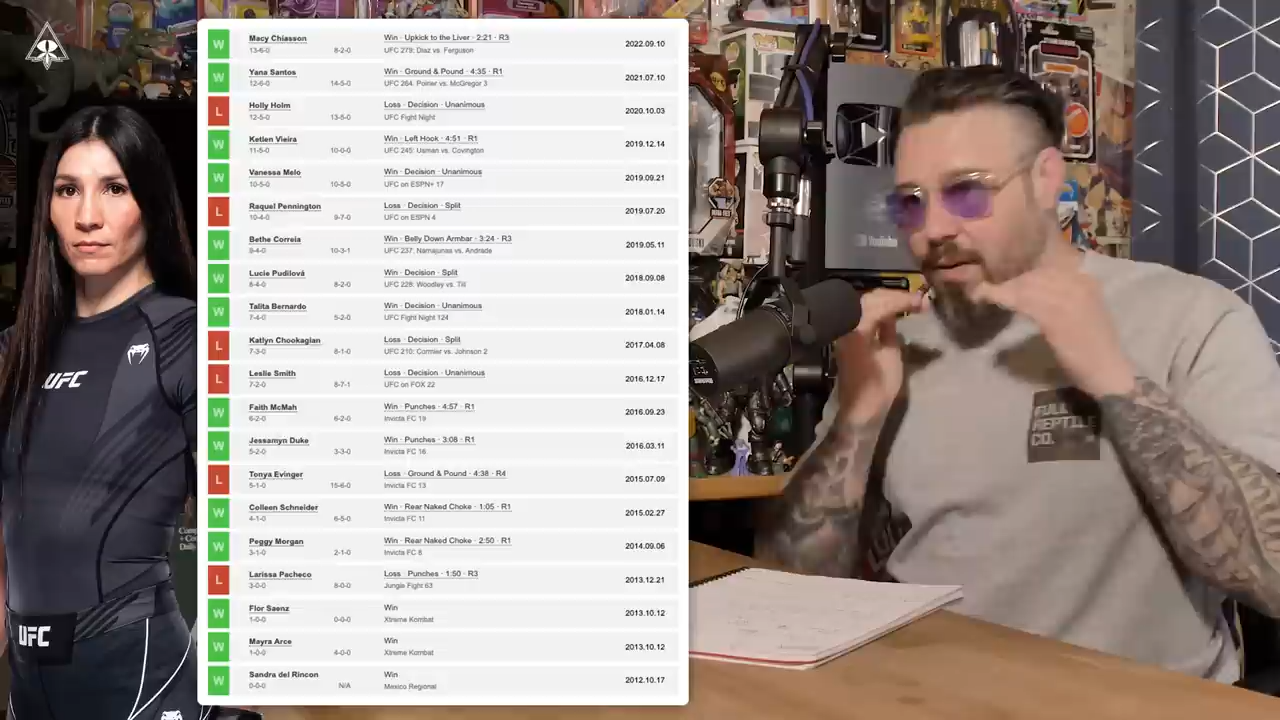 W
Macy Chiasson
Win · Upkick to the Liver · 2:21 · R3
13-6-0
8-2-0
UFC 279: Diaz vs. Ferguson
2022.09.10
W
Yana Santos
Win · Ground & Pound · 4:35 · R1
12-6-0
14-5-0
UFC 264: Poirier vs. McGregor 3
2021.07.10
L
Holly Holm
Loss · Decision · Unanimous
12-5-0
13-5-0
UFC Fight Night
2020.10.03
W
Ketlen Vieira
Win · Left Hook · 4:51 · R1
11-5-0
10-0-0
UFC 245: Usman vs. Covington
2019.12.14
W
Vanessa Melo
Win · Decision · Unanimous
10-5-0
10-5-0
UFC on ESPN+ 17
2019.09.21
L
Raquel Pennington
Loss · Decision · Split
10-4-0
9-7-0
UFC on ESPN 4
2019.07.20
W
Bethe Correia
Win · Belly Down Armbar · 3:24 · R3
9-4-0
10-3-1
UFC 237: Namajunas vs. Andrade
2019.05.11
W
Lucie Pudilová
Win · Decision · Split
8-4-0
8-2-0
UFC 228: Woodley vs. Till
2018.09.08
W
Talita Bernardo
Win · Decision · Unanimous
7-4-0
5-2-0
UFC Fight Night 124
2018.01.14
L
Katlyn Chookagian
Loss · Decision · Split
7-3-0
8-1-0
UFC 210: Cormier vs. Johnson 2
2017.04.08
L
Leslie Smith
Loss · Decision · Unanimous
7-2-0
8-7-1
UFC on FOX 22
2016.12.17
W
Faith McMah
Win · Punches · 4:57 · R1
6-2-0
6-2-0
Invicta FC 19
2016.09.23
W
Jessamyn Duke
Win · Punches · 3:08 · R1
5-2-0
3-3-0
Invicta FC 16
2016.03.11
L
Tonya Evinger
Loss · Ground & Pound · 4:38 · R4
5-1-0
15-6-0
Invicta FC 13
2015.07.09
W
Colleen Schneider
Win · Rear Naked Choke · 1:05 · R1
4-1-0
6-5-0
Invicta FC 11
2015.02.27
W
Peggy Morgan
Win · Rear Naked Choke · 2:50 · R1
3-1-0
2-1-0
Invicta FC 8
2014.09.06
L
Larissa Pacheco
Loss · Punches · 1:50 · R3
3-0-0
8-0-0
Jungle Fight 63
2013.12.21
W
Flor Saenz
Win
1-0-0
0-0-0
Xtreme Kombat
2013.10.12
W
Mayra Arce
Win
1-0-0
4-0-0
Xtreme Kombat
2013.10.12
W
Sandra del Rincon
Win
0-0-0
N/A
Mexico Regional
2012.10.17
UFC
UFC
YouTube
FULL
REPTILE
CO.